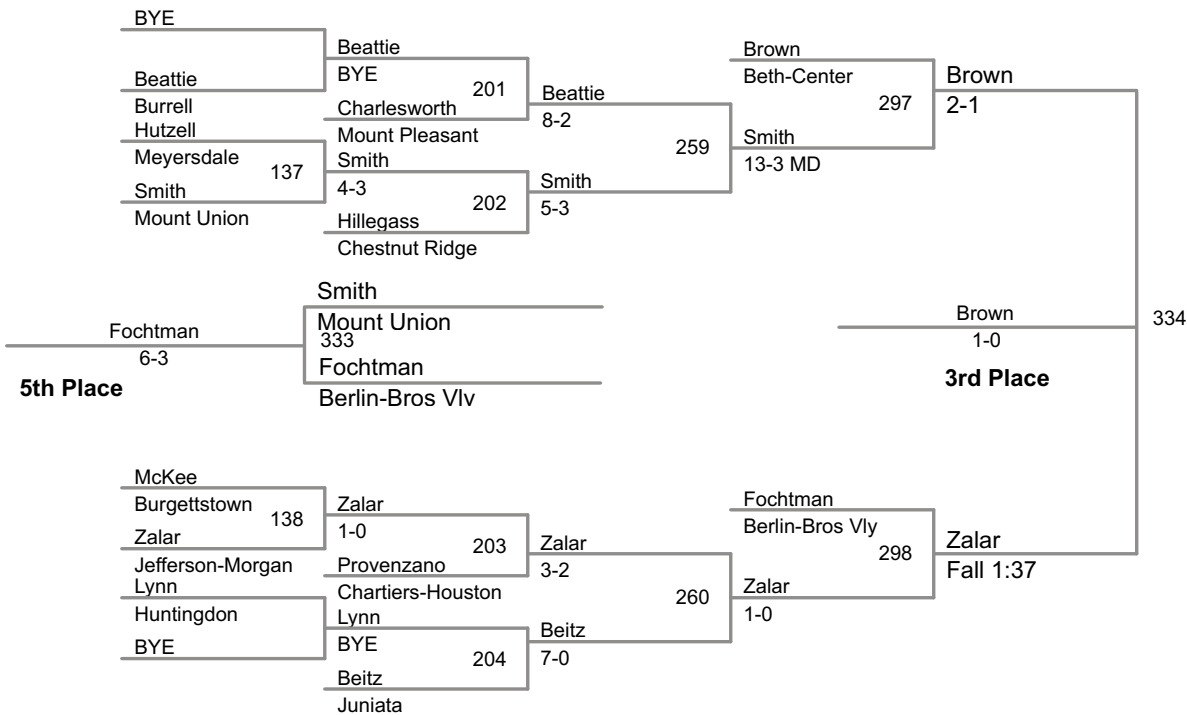 BYE
Beattie
Burrell
Hutzell
Meyersdale
137
Smith
Mount Union
Beattie
BYE
201
Charlesworth
Mount Pleasant
Smith
4-3
202
Hillegass
Chestnut Ridge
Beattie
8-2
259
Smith
5-3
Brown
Beth-Center
297
Smith
13-3 MD
Brown
2-1
Smith
Mount Union
333
Fochtman
Berlin-Bros Vly
Fochtman
6-3
5th Place
Brown
1-0
3rd Place
334
McKee
Burgettstown
138
Zalar
Jefferson-Morgan
Lynn
Huntingdon
BYE
Zalar
1-0
203
Provenzano
Chartiers-Houston
Lynn
BYE
204
Beitz
Juniata
Zalar
3-2
260
Beitz
7-0
Fochtman
Berlin-Bros Vly
298
Zalar
1-0
Zalar
Fall 1:37